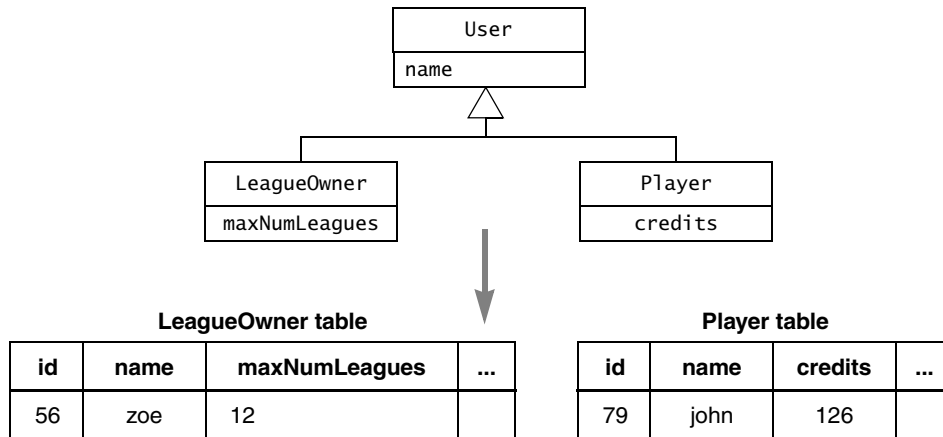 User
name
LeagueOwner Player
maxNumLeagues credits
LeagueOwner table Player table
id name maxNumLeagues ... id name credits ...
56 zoe 12 79 john 126